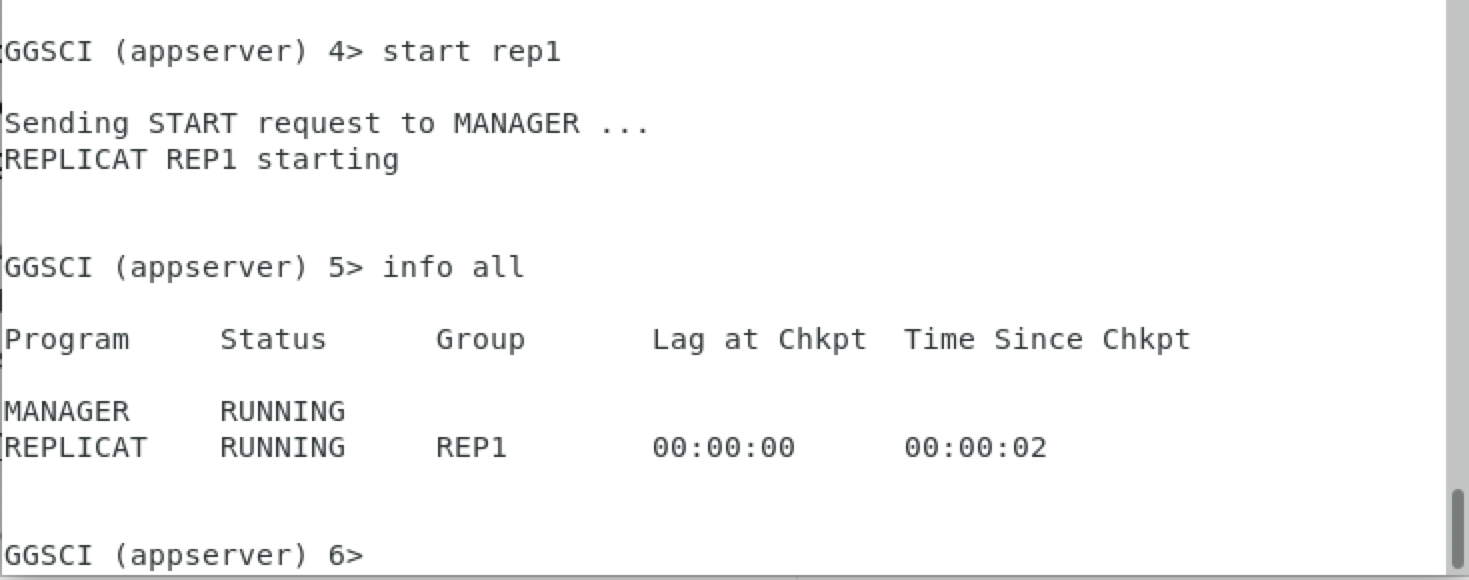 GGSCI (appserver) 4> start rep1
Sending START request to MANAGER ...
REPLICAT REP1 starting
GGSCI (appserver) 5> info all
Program     Status      Group       Lag at Chkpt  Time Since Chkpt
MANAGER     RUNNING
REPLICAT    RUNNING     REP1        00:00:00      00:00:02
GGSCI (appserver) 6>